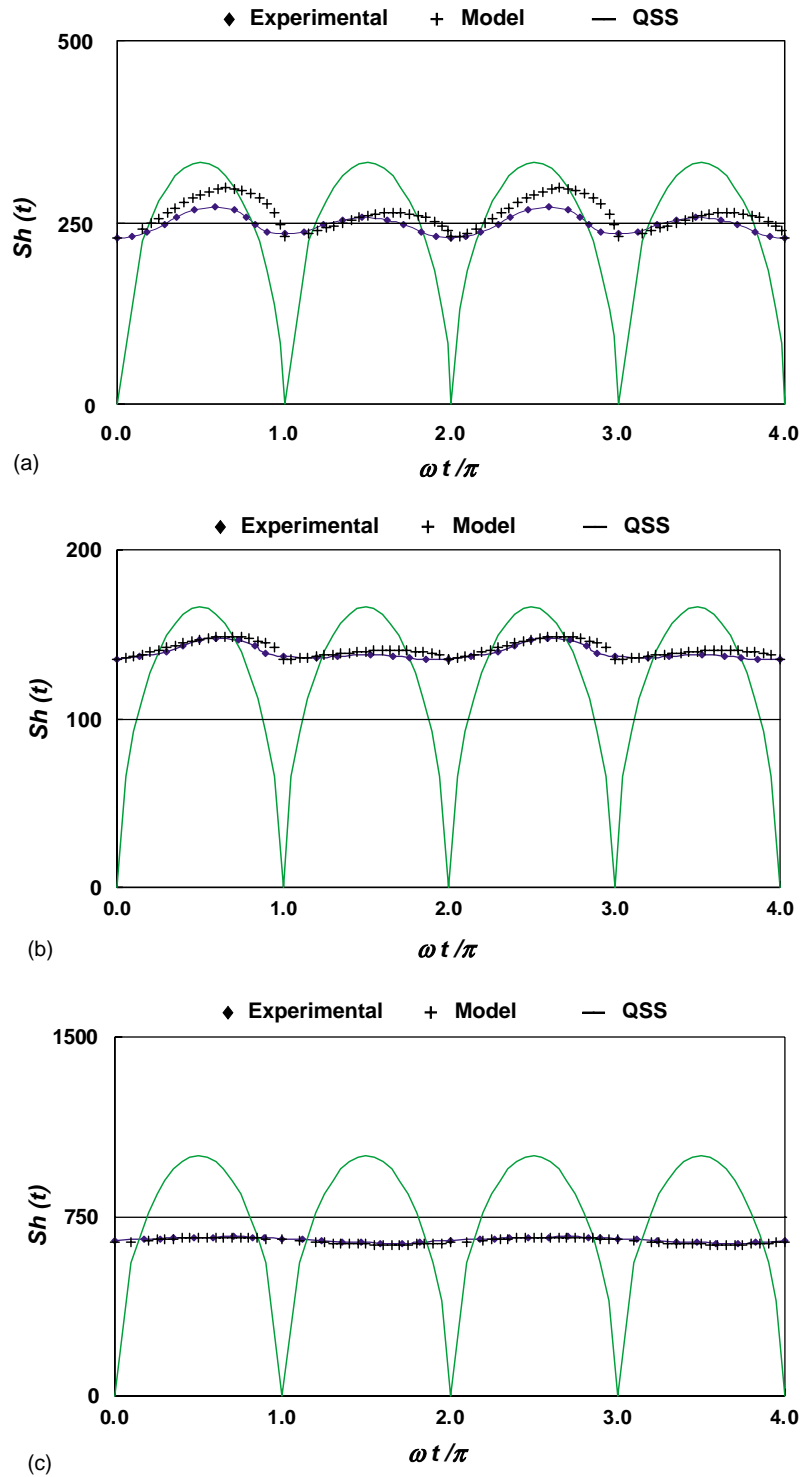 ◆ Experimental + Model — QSS
500
250
0
Sh (t)
0.0 1.0 2.0 3.0 4.0
ω t /π
(a)
◆ Experimental + Model — QSS
200
100
0
Sh (t)
0.0 1.0 2.0 3.0 4.0
ω t /π
(b)
◆ Experimental + Model — QSS
1500
750
0
Sh (t)
0.0 1.0 2.0 3.0 4.0
ω t /π
(c)